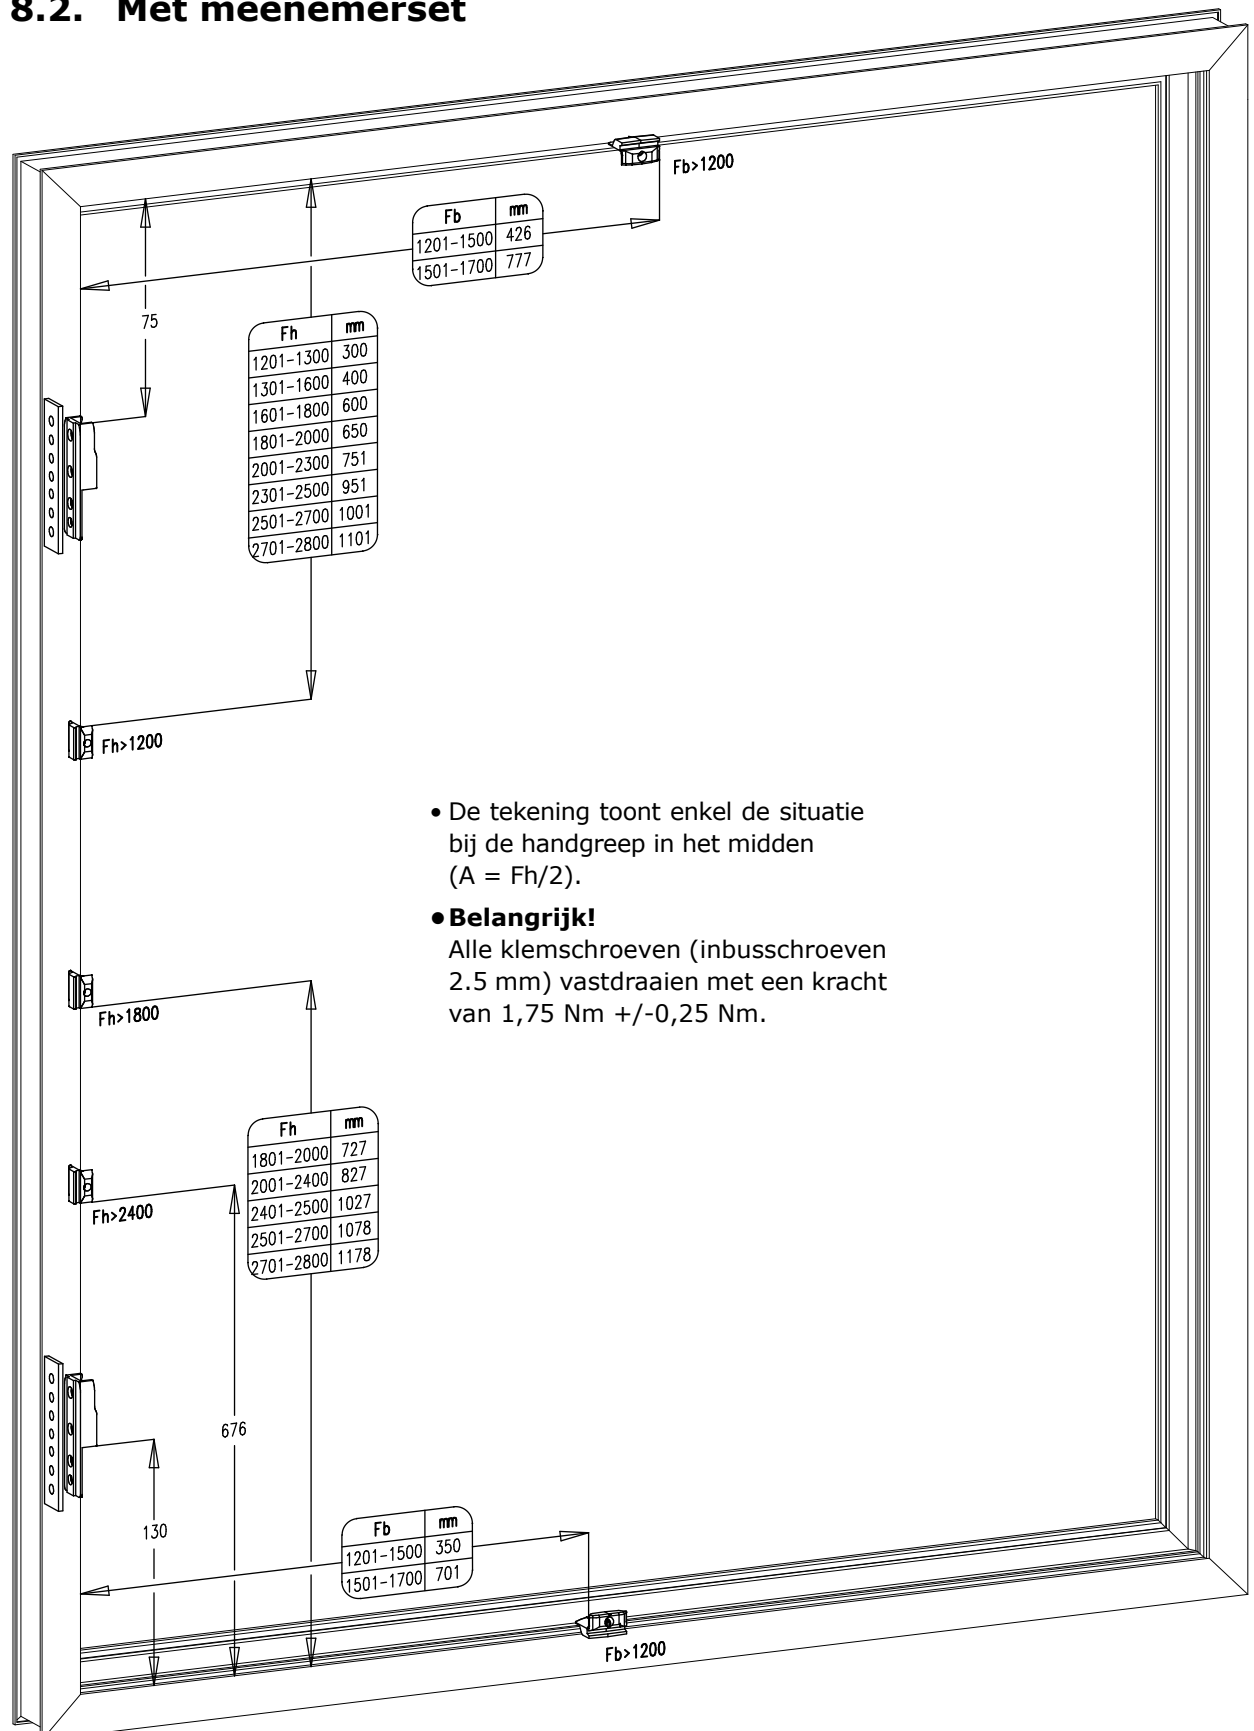 8.2. Met meenemerset
Fb>1200
Fb mm
1201-1500 426
1501-1700 777
75
Fh mm
1201-1300 300
1301-1600 400
1601-1800 600
1801-2000 650
2001-2300 751
2301-2500 951
2501-2700 1001
2701-2800 1101
Fh>1200
• De tekening toont enkel de situatie
bij de handgreep in het midden
(A = Fh/2).
• Belangrijk!
Alle klemschroeven (inbusschroeven
2.5 mm) vastdraaien met een kracht
van 1,75 Nm +/-0,25 Nm.
Fh>1800
Fh mm
1801-2000 727
2001-2400 827
2401-2500 1027
2501-2700 1078
2701-2800 1178
Fh>2400
676
130
Fb mm
1201-1500 350
1501-1700 701
Fb>1200